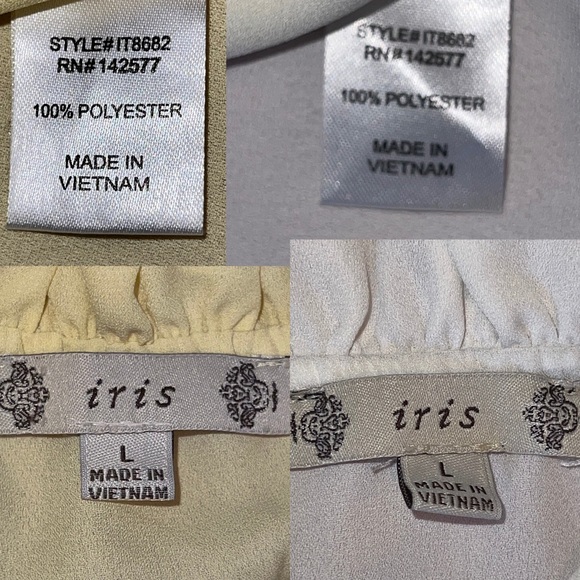 STYLE# IT8682
RN# 142577
100% POLYESTER
MADE IN
VIETNAM
STYLE# IT8682
RN# 142577
100% POLYESTER
MADE IN
VIETNAM
iris
L
MADE IN
VIETNAM
iris
L
MADE IN
VIETNAM